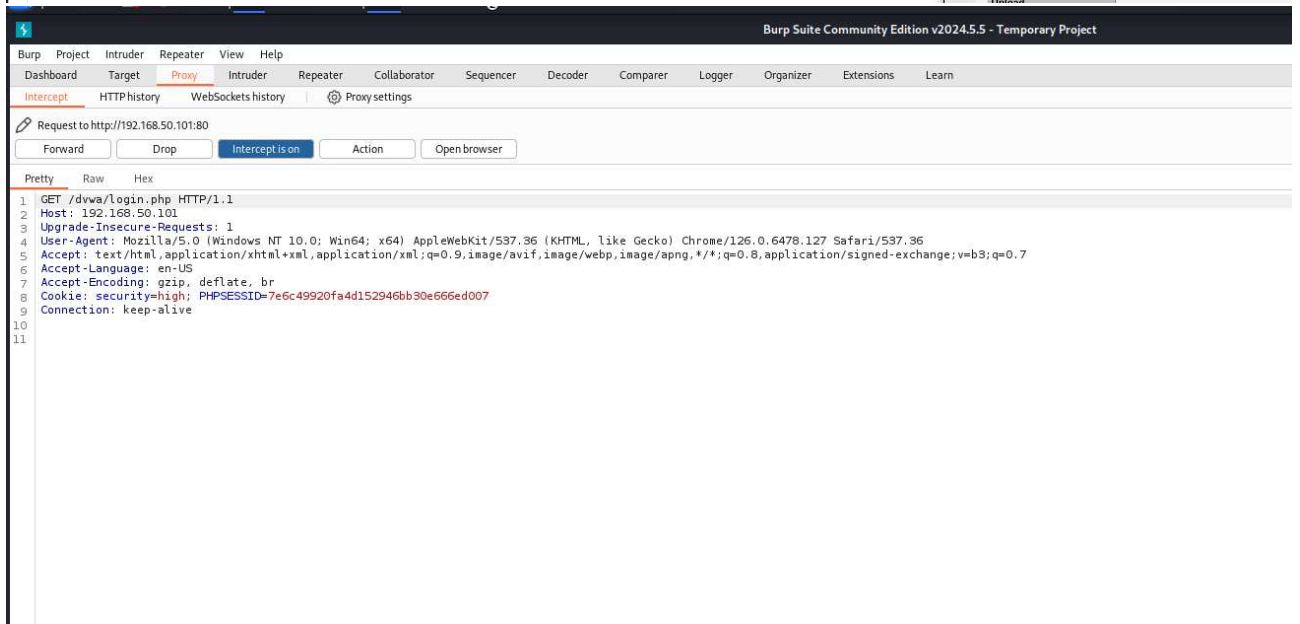 Upload
Burp Suite Community Edition v2024.5.5 - Temporary Project
Burp Project Intruder Repeater View Help
Dashboard Target Proxy Intruder Repeater Collaborator Sequencer Decoder Comparer Logger Organizer Extensions Learn
Intercept HTTP history WebSockets history Proxy settings
Request to http://192.168.50.101:80
Forward Drop Intercept is on Action Open browser
Pretty Raw Hex
1 GET /dvwa/login.php HTTP/1.1
2 Host: 192.168.50.101
3 Upgrade-Insecure-Requests: 1
4 User-Agent: Mozilla/5.0 (Windows NT 10.0; Win64; x64) AppleWebKit/537.36 (KHTML, like Gecko) Chrome/126.0.6478.127 Safari/537.36
5 Accept: text/html,application/xhtml+xml,application/xml;q=0.9,image/avif,image/webp,image/apng,*/*;q=0.8,application/signed-exchange;v=b3;q=0.7
6 Accept-Language: en-US
7 Accept-Encoding: gzip, deflate, br
8 Cookie: security=high; PHPSESSID=7e6c49920fa4d152946bb30e666ed007
9 Connection: keep-alive
10
11